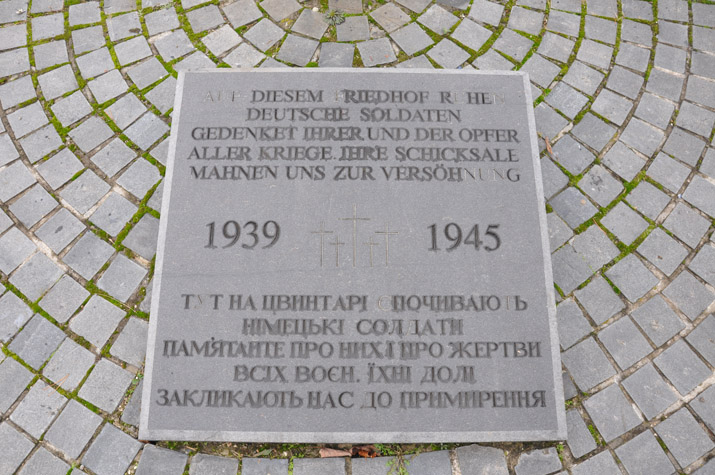 AUF DIESEM FRIEDHOF RUHEN
DEUTSCHE SOLDATEN
GEDENKET IHRER UND DER OPFER
ALLER KRIEGE. IHRE SCHICKSALE
MAHNEN UNS ZUR VERSÖHNUNG
1939 1945
ТУТ НА ЦВИНТАРІ СПОЧИВАЮТЬ
НІМЕЦЬКІ СОЛДАТИ
ПАМ'ЯТАЙТЕ ПРО НИХ І ПРО ЖЕРТВИ
ВСІХ ВОЄН. ЇХНІ ДОЛІ
ЗАКЛИКАЮТЬ НАС ДО ПРИМИРЕННЯ